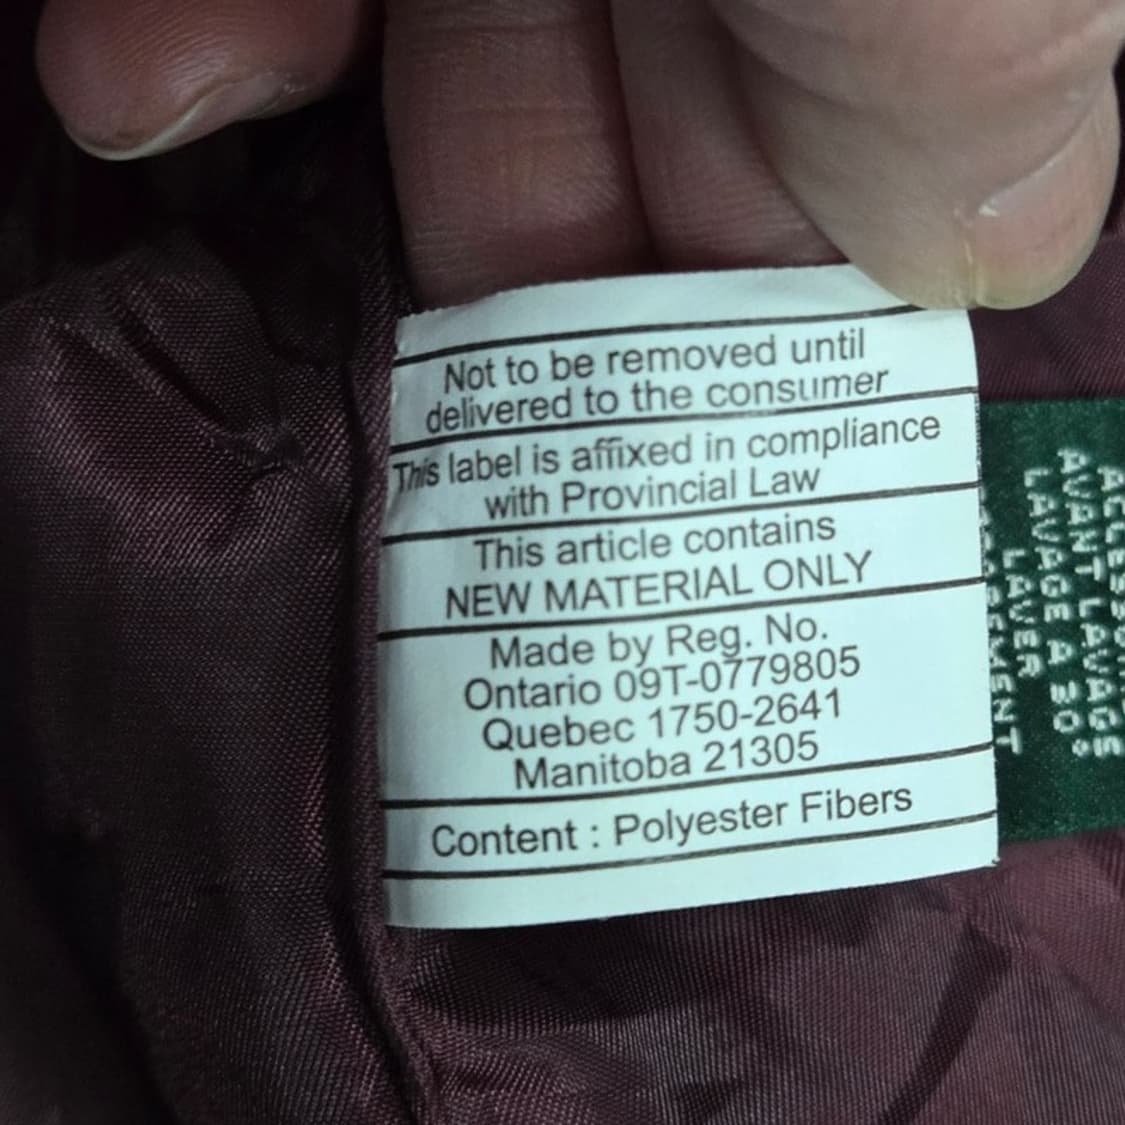 Not to be removed until
delivered to the consumer
This label is affixed in compliance
with Provincial Law
This article contains
NEW MATERIAL ONLY
Made by Reg. No.
Ontario 09T-0779805
Quebec 1750-2641
Manitoba 21305
Content : Polyester Fibers
AVANT LAVAGE
LAVAGE A 30°
LAVER